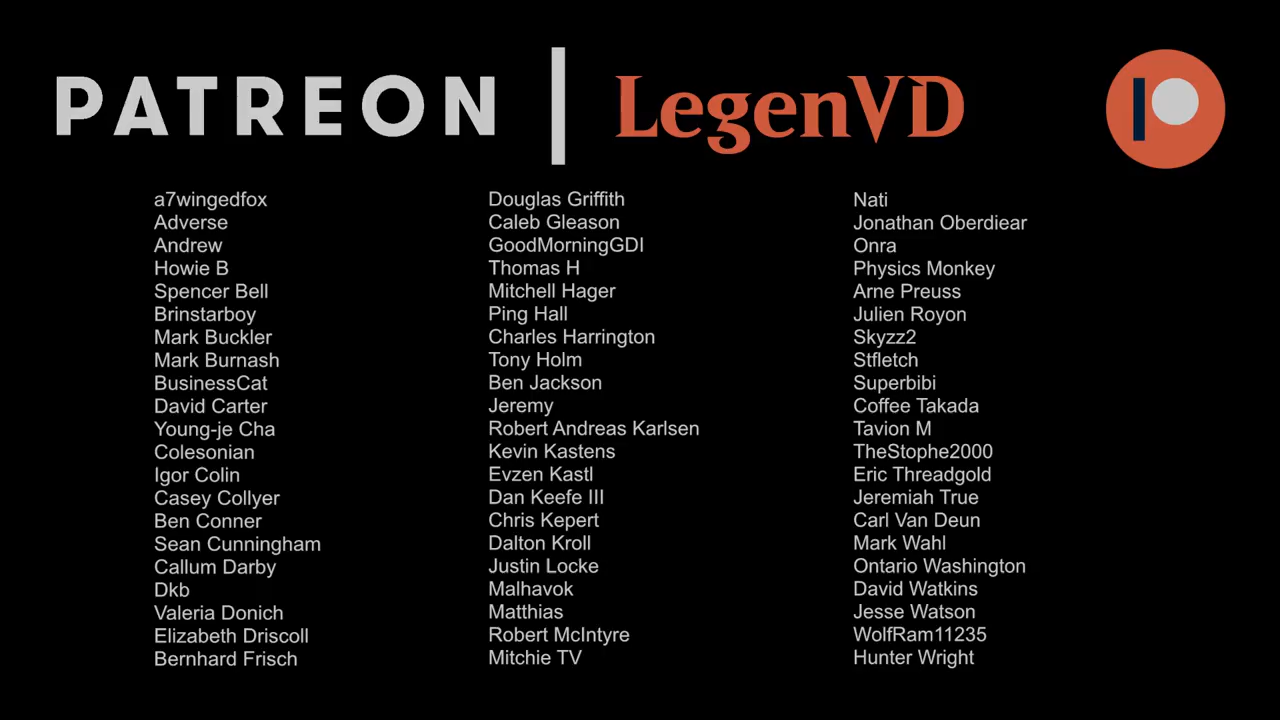 PATREON | LegenVD
a7wingedfox
Adverse
Andrew
Howie B
Spencer Bell
Brinstarboy
Mark Buckler
Mark Burnash
BusinessCat
David Carter
Young-je Cha
Colesonian
Igor Colin
Casey Collyer
Ben Conner
Sean Cunningham
Callum Darby
Dkb
Valeria Donich
Elizabeth Driscoll
Bernhard Frisch
Douglas Griffith
Caleb Gleason
GoodMorningGDI
Thomas H
Mitchell Hager
Ping Hall
Charles Harrington
Tony Holm
Ben Jackson
Jeremy
Robert Andreas Karlsen
Kevin Kastens
Evzen Kastl
Dan Keefe III
Chris Kepert
Dalton Kroll
Justin Locke
Malhavok
Matthias
Robert McIntyre
Mitchie TV
Nati
Jonathan Oberdiear
Onra
Physics Monkey
Arne Preuss
Julien Royon
Skyzz2
Stfletch
Superbibi
Coffee Takada
Tavion M
TheStophe2000
Eric Threadgold
Jeremiah True
Carl Van Deun
Mark Wahl
Ontario Washington
David Watkins
Jesse Watson
WolfRam11235
Hunter Wright